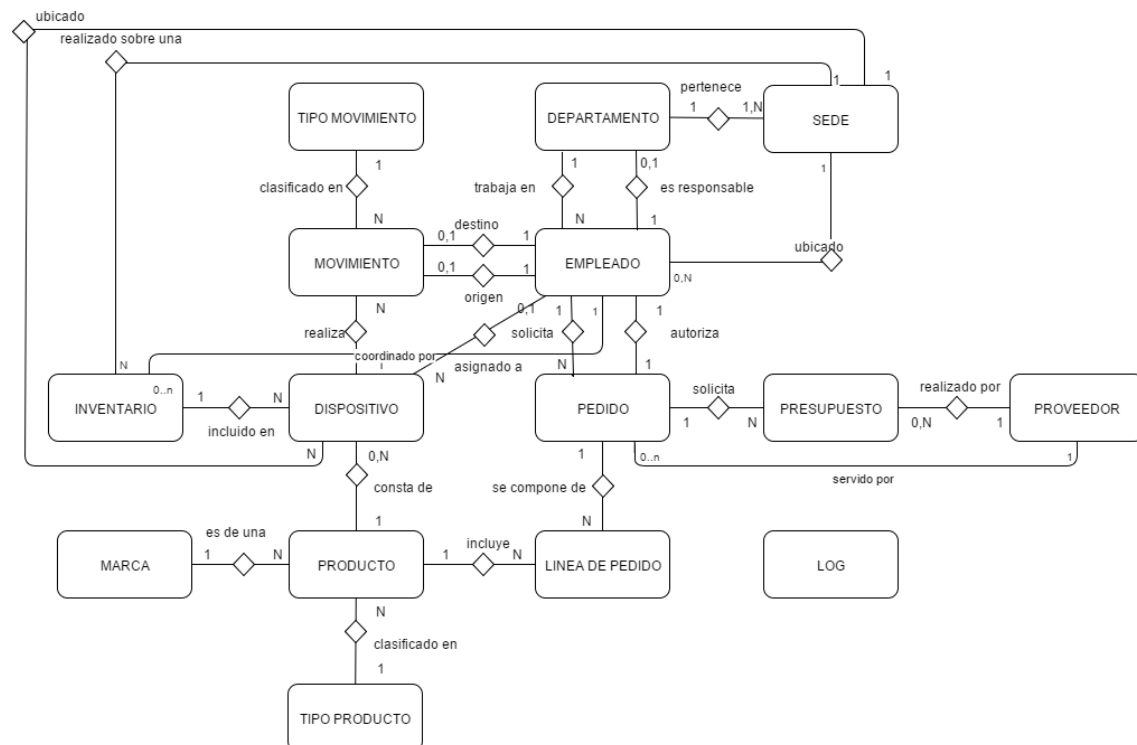 ubicado
realizado sobre una
1
1
pertenece
1
1,N
TIPO MOVIMIENTO
DEPARTAMENTO
SEDE
1
1
0,1
1
clasificado en
trabaja en
es responsable
N
N
1
destino
0,1
1
ubicado
MOVIMIENTO
EMPLEADO
0,1
1
0,N
origen
N
0,1
1
1
1
realiza
solicita
autoriza
coordinado por
asignado a
N
1
N
N
1
0..n
solicita
realizado por
INVENTARIO
1
N
DISPOSITIVO
PEDIDO
1
N
PRESUPUESTO
0,N
1
PROVEEDOR
incluido en
N
0,N
1
0..n
1
servido por
consta de
se compone de
1
N
es de una
incluye
MARCA
1
N
PRODUCTO
1
N
LINEA DE PEDIDO
LOG
N
clasificado en
1
TIPO PRODUCTO